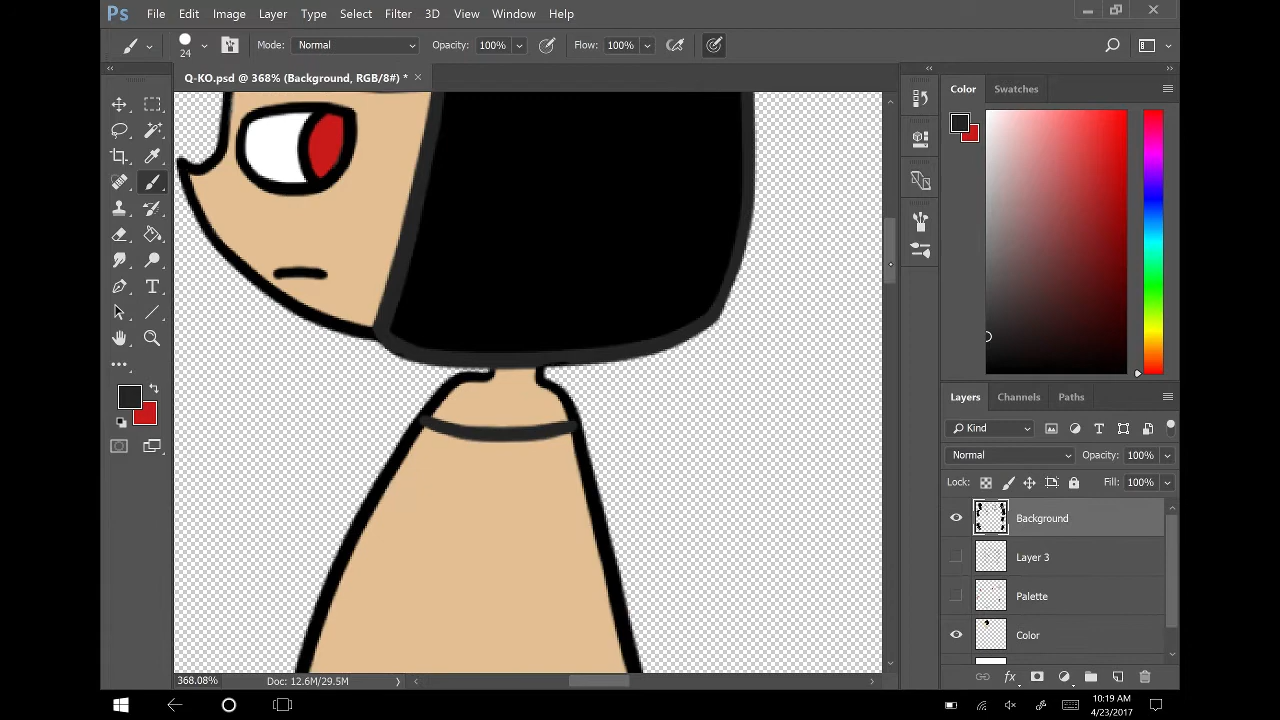 Ps File Edit Image Layer Type Select Filter 3D View Window Help
24 Mode: Normal Opacity: 100% Flow: 100%
Q-KO.psd @ 368% (Background, RGB/8#) *
Color Swatches
Layers Channels Paths
Kind
Normal Opacity: 100%
Lock: Fill: 100%
Background
Layer 3
Palette
Color
fx
368.08% Doc: 12.6M/29.5M
10:19 AM
4/23/2017